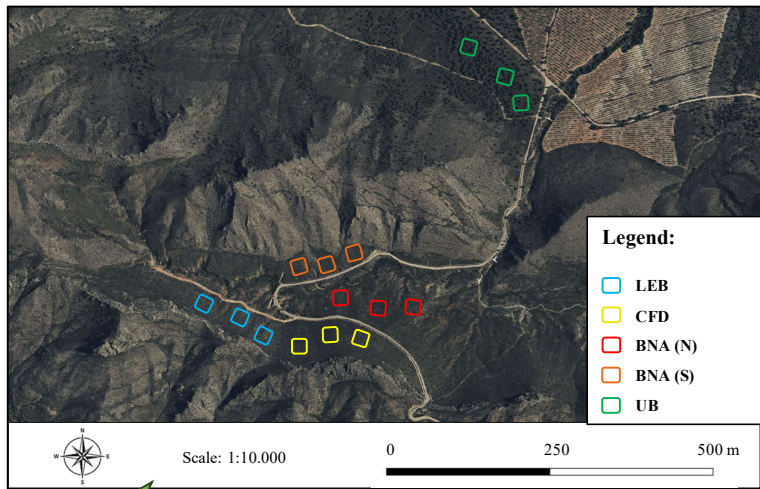 Legend:
LEB
CFD
BNA (N)
BNA (S)
UB
N
W E
S
Scale: 1:10.000
0 250 500 m